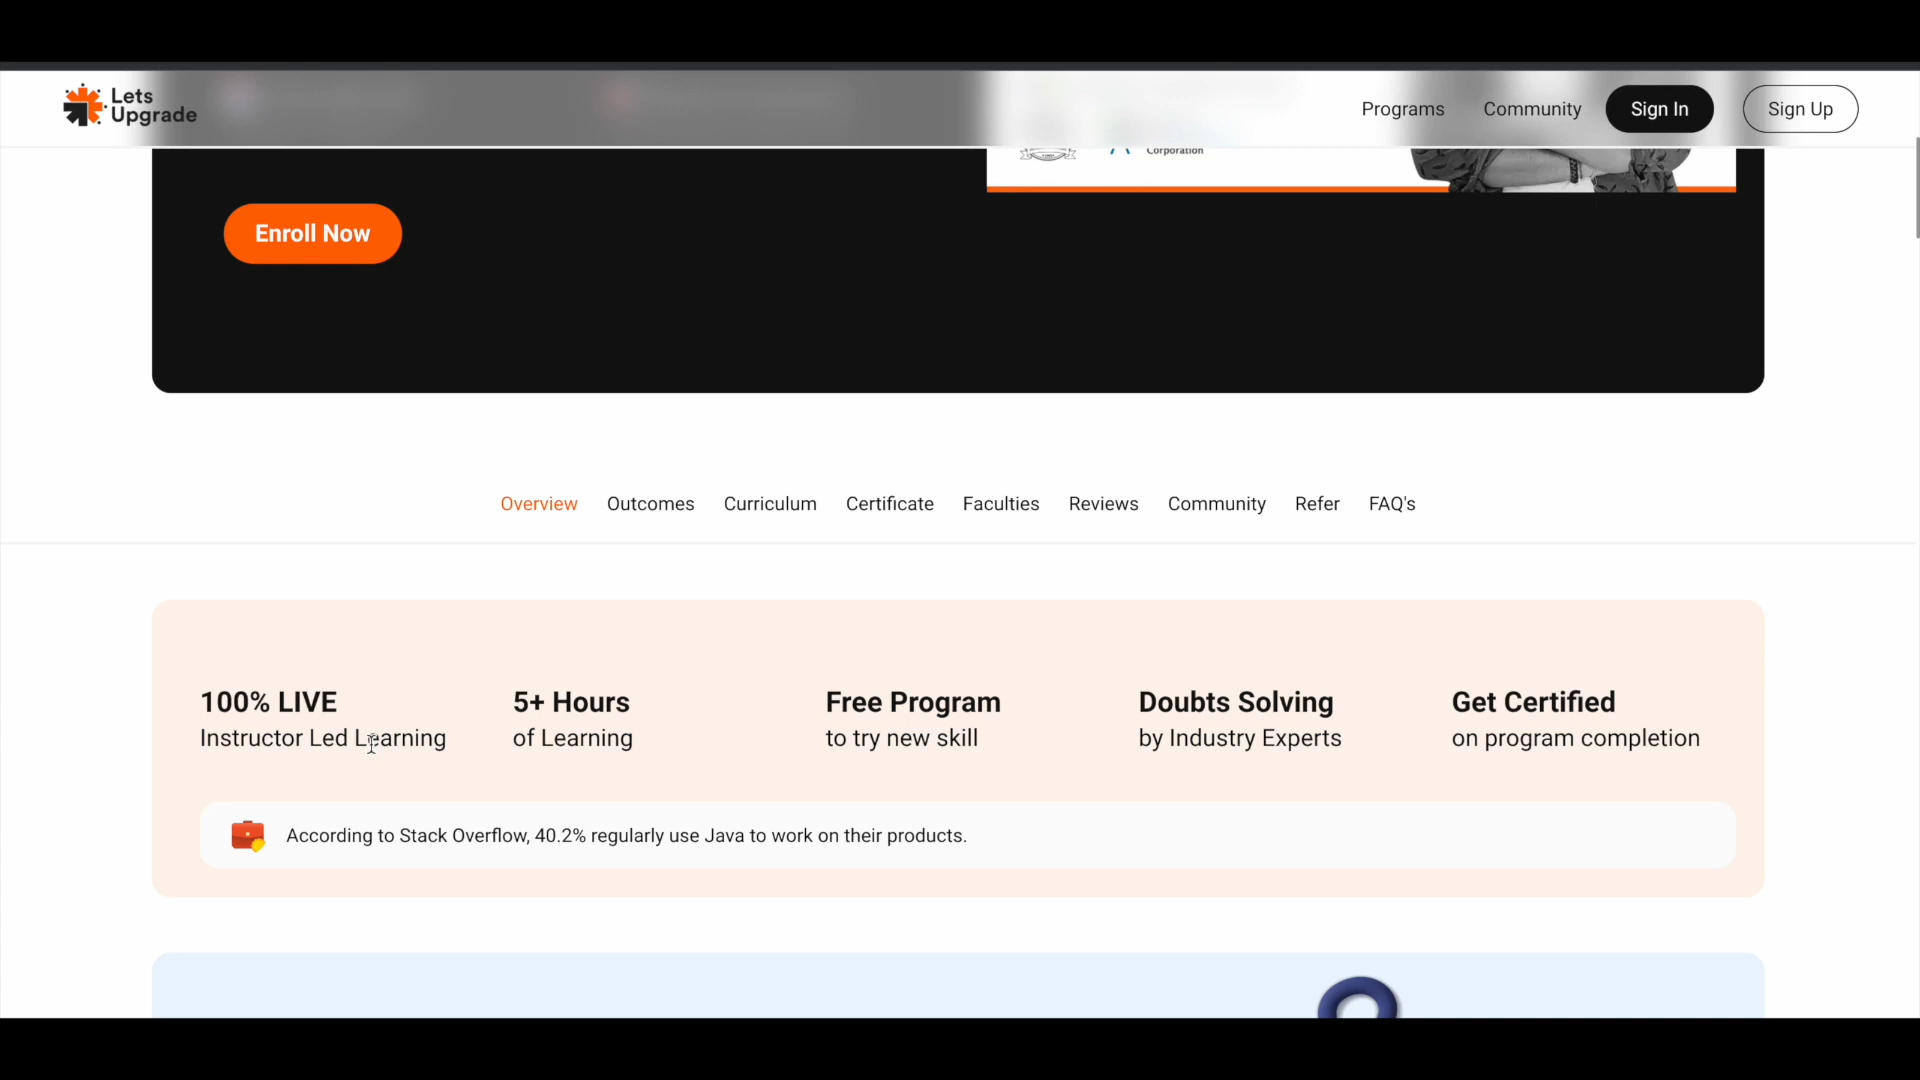 Lets
Upgrade
Programs
Community
Sign In
Sign Up
Corporation
Enroll Now
Overview
Outcomes
Curriculum
Certificate
Faculties
Reviews
Community
Refer
FAQ's
100% LIVE
Instructor Led Learning
5+ Hours
of Learning
Free Program
to try new skill
Doubts Solving
by Industry Experts
Get Certified
on program completion
According to Stack Overflow, 40.2% regularly use Java to work on their products.